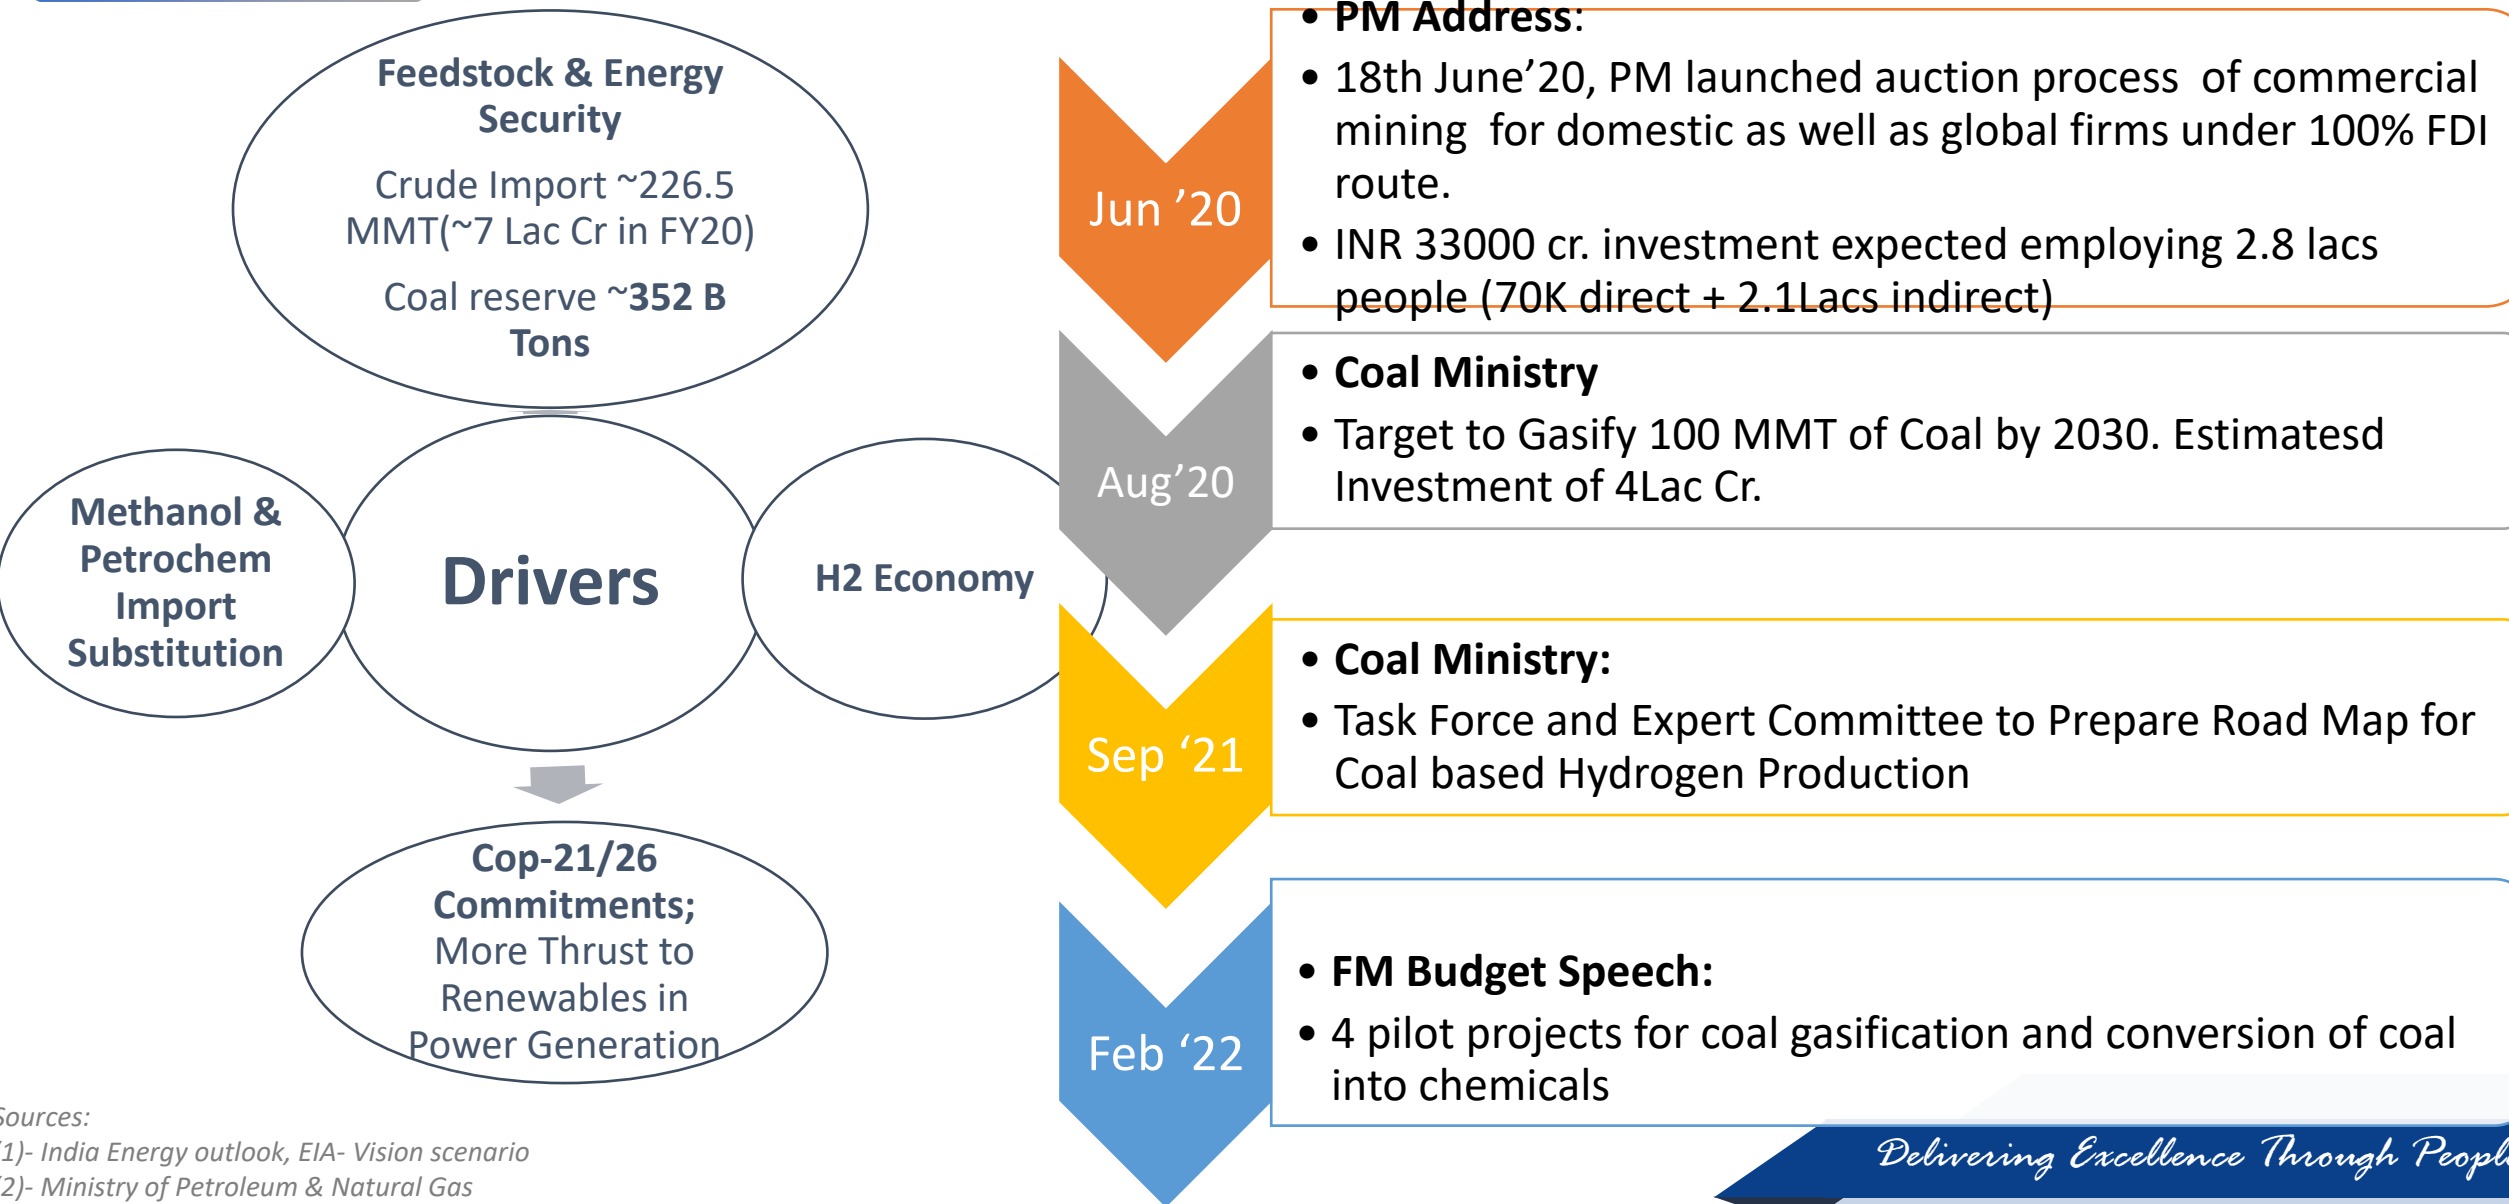 Feedstock & Energy
Security
Crude Import ~226.5
MMT(~7 Lac Cr in FY20)
Coal reserve ~352 B
Tons
Methanol &
Petrochem
Import
Substitution
Drivers
H2 Economy
Cop-21/26
Commitments;
More Thrust to
Renewables in
Power Generation
Jun ’20
• PM Address:
• 18th June’20, PM launched auction process of commercial
mining for domestic as well as global firms under 100% FDI
route.
• INR 33000 cr. investment expected employing 2.8 lacs
people (70K direct + 2.1Lacs indirect)
Aug’20
• Coal Ministry
• Target to Gasify 100 MMT of Coal by 2030. Estimatesd
Investment of 4Lac Cr.
Sep ‘21
• Coal Ministry:
• Task Force and Expert Committee to Prepare Road Map for
Coal based Hydrogen Production
Feb ‘22
• FM Budget Speech:
• 4 pilot projects for coal gasification and conversion of coal
into chemicals
Sources:
(1)- India Energy outlook, EIA- Vision scenario
(2)- Ministry of Petroleum & Natural Gas
Delivering Excellence Through People